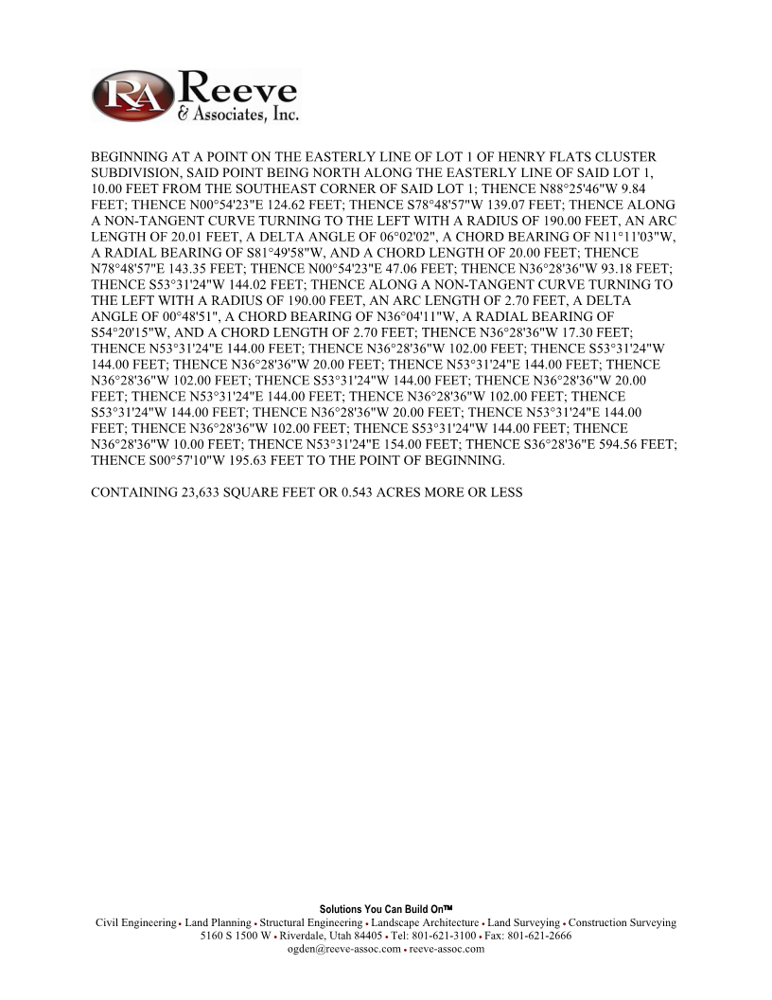 RA Reeve
& Associates, Inc.
BEGINNING AT A POINT ON THE EASTERLY LINE OF LOT 1 OF HENRY FLATS CLUSTER
SUBDIVISION, SAID POINT BEING NORTH ALONG THE EASTERLY LINE OF SAID LOT 1,
10.00 FEET FROM THE SOUTHEAST CORNER OF SAID LOT 1; THENCE N88°25'46"W 9.84
FEET; THENCE N00°54'23"E 124.62 FEET; THENCE S78°48'57"W 139.07 FEET; THENCE ALONG
A NON-TANGENT CURVE TURNING TO THE LEFT WITH A RADIUS OF 190.00 FEET, AN ARC
LENGTH OF 20.01 FEET, A DELTA ANGLE OF 06°02'02", A CHORD BEARING OF N11°11'03"W,
A RADIAL BEARING OF S81°49'58"W, AND A CHORD LENGTH OF 20.00 FEET; THENCE
N78°48'57"E 143.35 FEET; THENCE N00°54'23"E 47.06 FEET; THENCE N36°28'36"W 93.18 FEET;
THENCE S53°31'24"W 144.02 FEET; THENCE ALONG A NON-TANGENT CURVE TURNING TO
THE LEFT WITH A RADIUS OF 190.00 FEET, AN ARC LENGTH OF 2.70 FEET, A DELTA
ANGLE OF 00°48'51", A CHORD BEARING OF N36°04'11"W, A RADIAL BEARING OF
S54°20'15"W, AND A CHORD LENGTH OF 2.70 FEET; THENCE N36°28'36"W 17.30 FEET;
THENCE N53°31'24"E 144.00 FEET; THENCE N36°28'36"W 102.00 FEET; THENCE S53°31'24"W
144.00 FEET; THENCE N36°28'36"W 20.00 FEET; THENCE N53°31'24"E 144.00 FEET; THENCE
N36°28'36"W 102.00 FEET; THENCE S53°31'24"W 144.00 FEET; THENCE N36°28'36"W 20.00
FEET; THENCE N53°31'24"E 144.00 FEET; THENCE N36°28'36"W 102.00 FEET; THENCE
S53°31'24"W 144.00 FEET; THENCE N36°28'36"W 20.00 FEET; THENCE N53°31'24"E 144.00
FEET; THENCE N36°28'36"W 102.00 FEET; THENCE S53°31'24"W 144.00 FEET; THENCE
N36°28'36"W 10.00 FEET; THENCE N53°31'24"E 154.00 FEET; THENCE S36°28'36"E 594.56 FEET;
THENCE S00°57'10"W 195.63 FEET TO THE POINT OF BEGINNING.
CONTAINING 23,633 SQUARE FEET OR 0.543 ACRES MORE OR LESS
Solutions You Can Build On™
Civil Engineering • Land Planning • Structural Engineering • Landscape Architecture • Land Surveying • Construction Surveying
5160 S 1500 W • Riverdale, Utah 84405 • Tel: 801-621-3100 • Fax: 801-621-2666
ogden@reeve-assoc.com • reeve-assoc.com